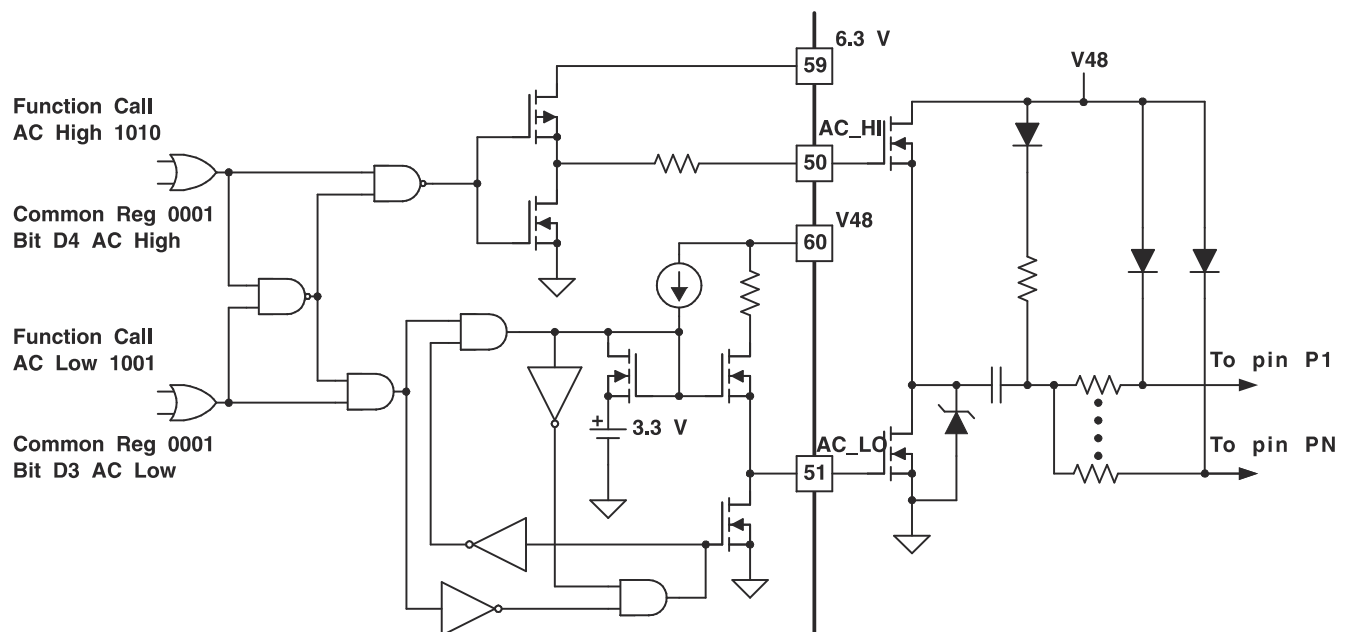 6.3 V
59
V48
Function Call
AC High 1010
AC_HI
50
Common Reg 0001
Bit D4 AC High
V48
60
Function Call
AC Low 1001
To pin P1
3.3 V
+
Common Reg 0001
Bit D3 AC Low
AC_LO
51
To pin PN